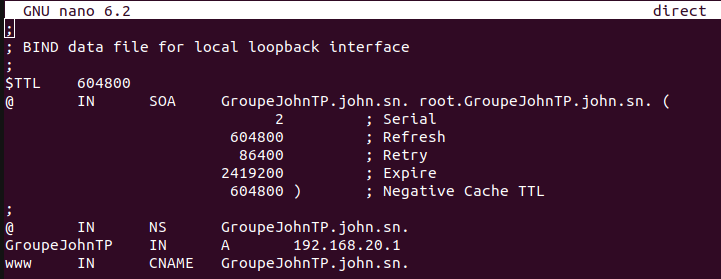 GNU nano 6.2 direct
;
; BIND data file for local loopback interface
;
$TTL 604800
@ IN SOA GroupeJohnTP.john.sn. root.GroupeJohnTP.john.sn. (
2 ; Serial
604800 ; Refresh
86400 ; Retry
2419200 ; Expire
604800 ) ; Negative Cache TTL
;
@ IN NS GroupeJohnTP.john.sn.
GroupeJohnTP IN A 192.168.20.1
www IN CNAME GroupeJohnTP.john.sn.